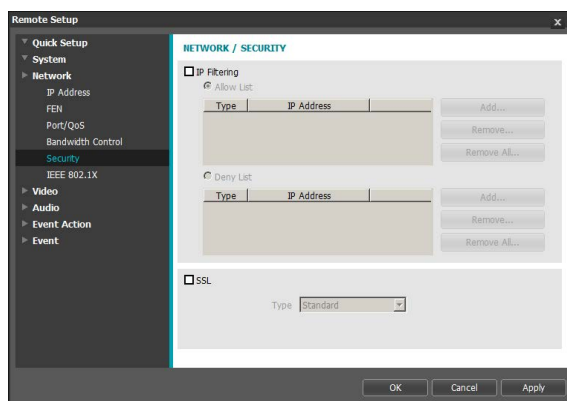 Remote Setup
x
Quick Setup
System
Network
IP Address
FEN
Port/QoS
Bandwidth Control
Security
IEEE 802.1X
Video
Audio
Event Action
Event
NETWORK / SECURITY
IP Filtering
Allow List
Type IP Address
Add...
Remove...
Remove All...
Deny List
Type IP Address
Add...
Remove...
Remove All...
SSL
Type Standard
OK Cancel Apply